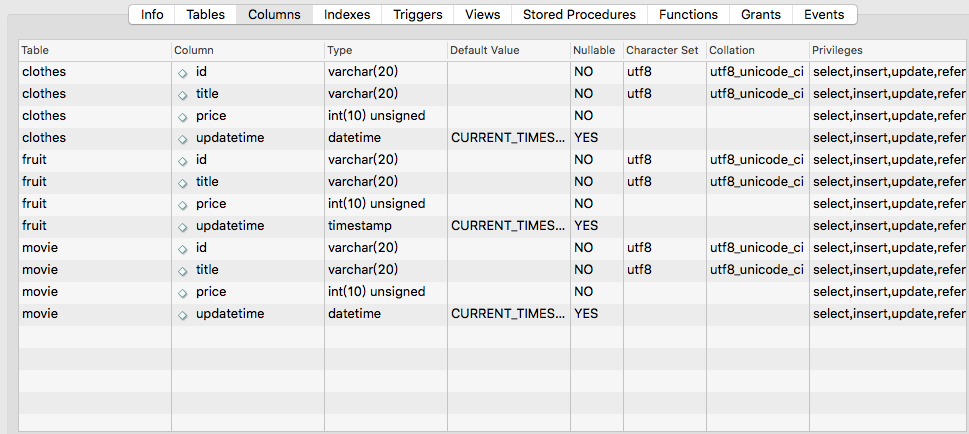 Info Tables Columns Indexes Triggers Views Stored Procedures Functions Grants Events
Table Column Type Default Value Nullable Character Set Collation Privileges
clothes id varchar(20) NO utf8 utf8_unicode_ci select,insert,update,refer
clothes title varchar(20) NO utf8 utf8_unicode_ci select,insert,update,refer
clothes price int(10) unsigned NO select,insert,update,refer
clothes updatetime datetime CURRENT_TIMES... YES select,insert,update,refer
fruit id varchar(20) NO utf8 utf8_unicode_ci select,insert,update,refer
fruit title varchar(20) NO utf8 utf8_unicode_ci select,insert,update,refer
fruit price int(10) unsigned NO select,insert,update,refer
fruit updatetime timestamp CURRENT_TIMES... YES select,insert,update,refer
movie id varchar(20) NO utf8 utf8_unicode_ci select,insert,update,refer
movie title varchar(20) NO utf8 utf8_unicode_ci select,insert,update,refer
movie price int(10) unsigned NO select,insert,update,refer
movie updatetime datetime CURRENT_TIMES... YES select,insert,update,refer